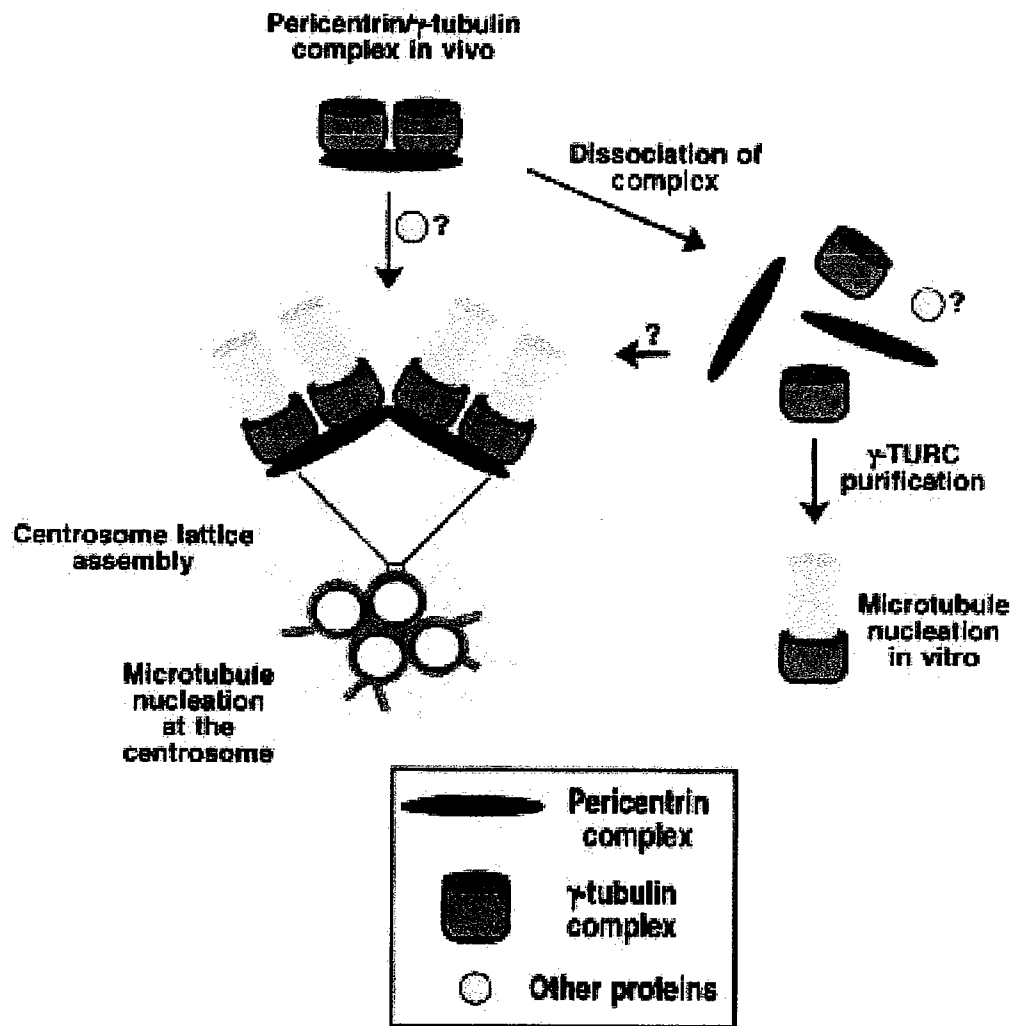 Pericentrin/γ-tubulin
complex in vivo
Dissociation of
complex
?
?
?
γ-TURC
purification
Centrosome lattice
assembly
Microtubule
nucleation
in vitro
Microtubule
nucleation
at the
centrosome
Pericentrin
complex
γ-tubulin
complex
Other proteins